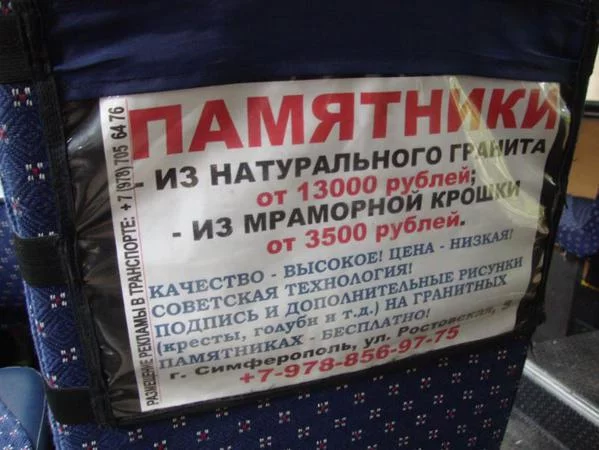 ПАМЯТНИКИ
- ИЗ НАТУРАЛЬНОГО ГРАНИТА
от 13000 рублей;
- ИЗ МРАМОРНОЙ КРОШКИ
от 3500 рублей.
КАЧЕСТВО - ВЫСОКОЕ! ЦЕНА - НИЗКАЯ!
СОВЕТСКАЯ ТЕХНОЛОГИЯ!
ПОДПИСЬ И ДОПОЛНИТЕЛЬНЫЕ РИСУНКИ
(кресты, голуби и т.д.) НА ГРАНИТНЫХ
ПАМЯТНИКАХ - БЕСПЛАТНО!
г. Симферополь, ул. Ростовская,
+7-978-856-97-75
РАЗМЕЩЕНИЕ РЕКЛАМЫ В ТРАНСПОРТЕ: +7 (978) 705 64 76